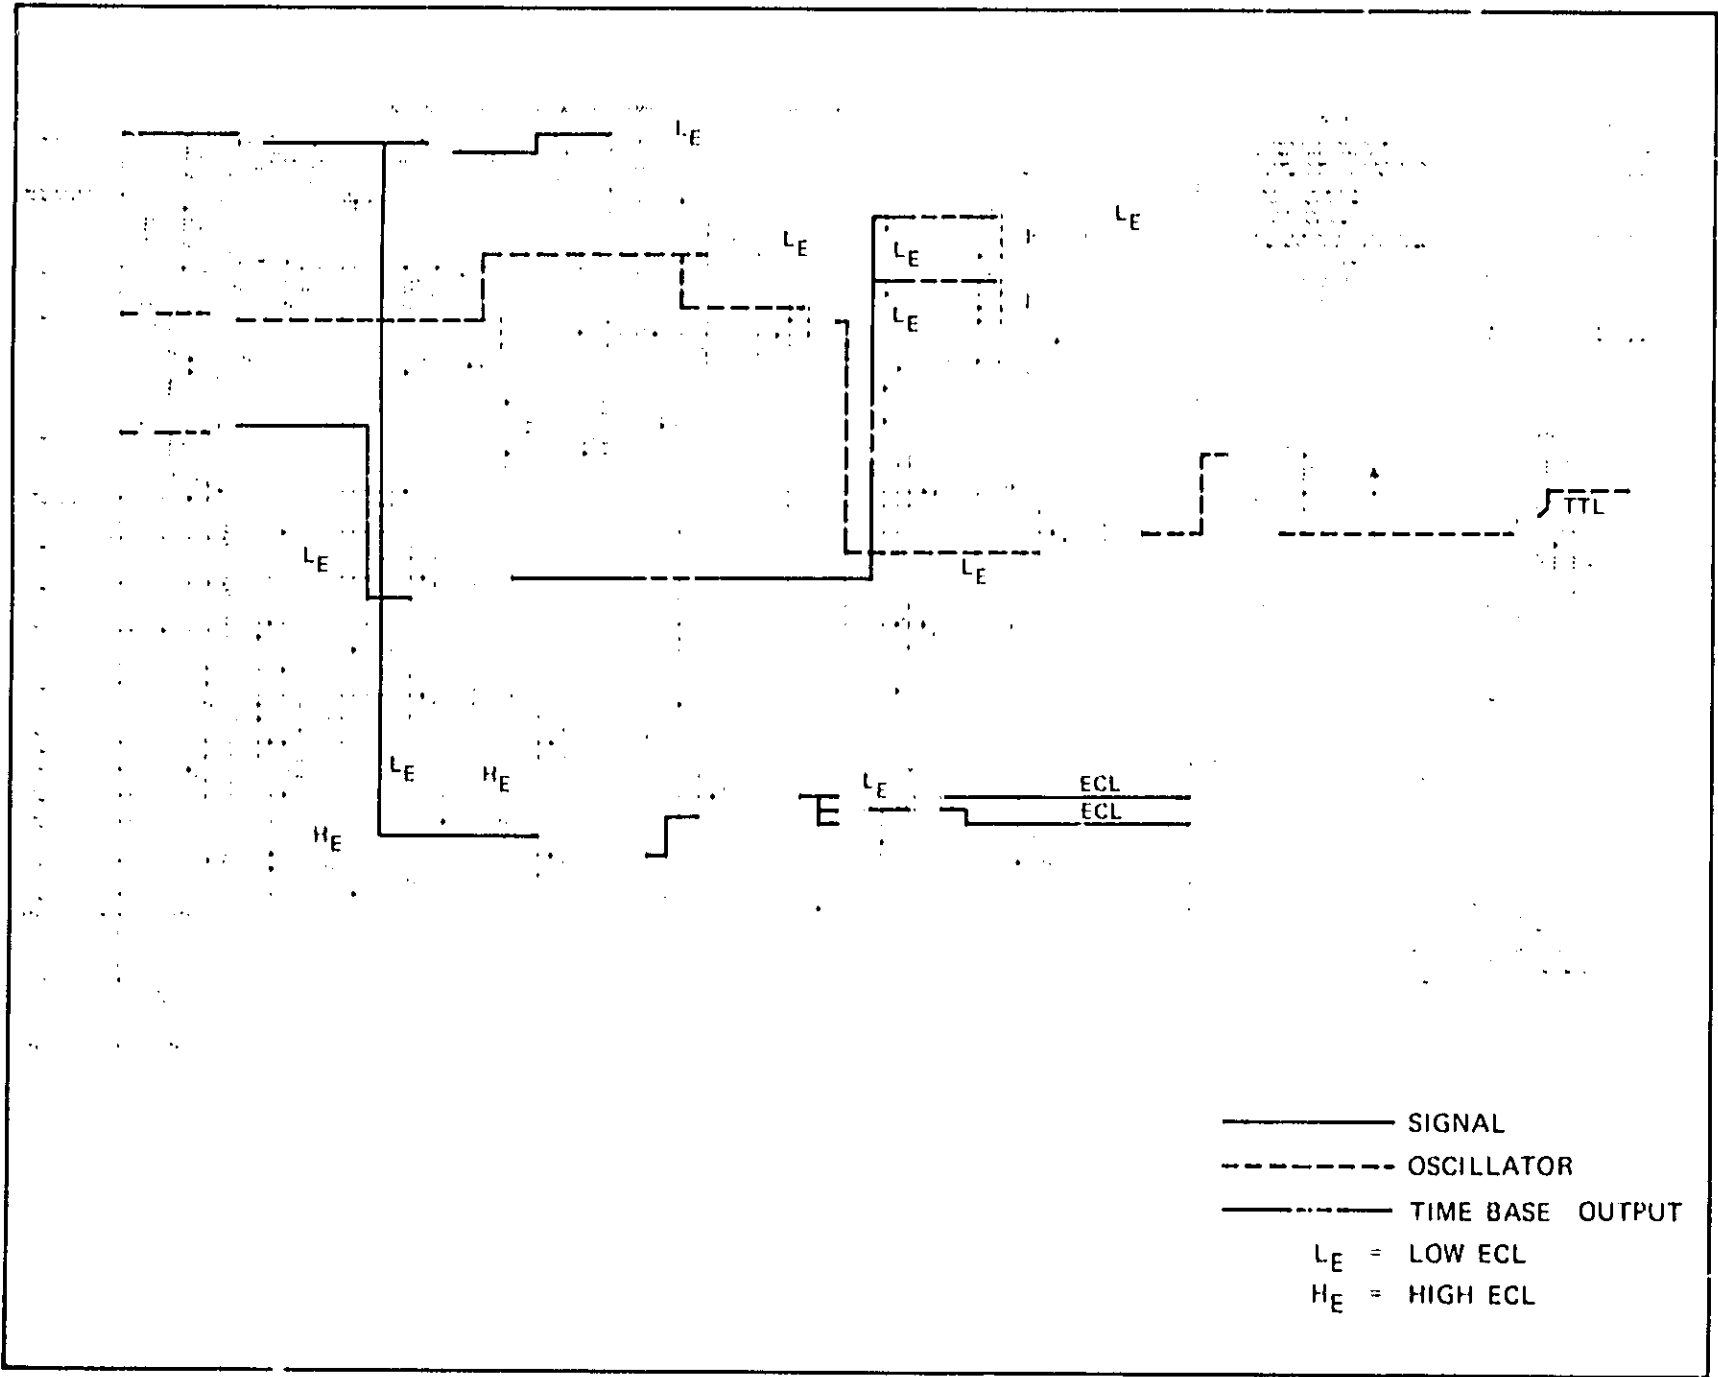 LE
LE
LE
LE
LE
TTL
LE
LE
LE
HE
LE
ECL
ECL
HE
SIGNAL
OSCILLATOR
TIME BASE OUTPUT
LE = LOW ECL
HE = HIGH ECL